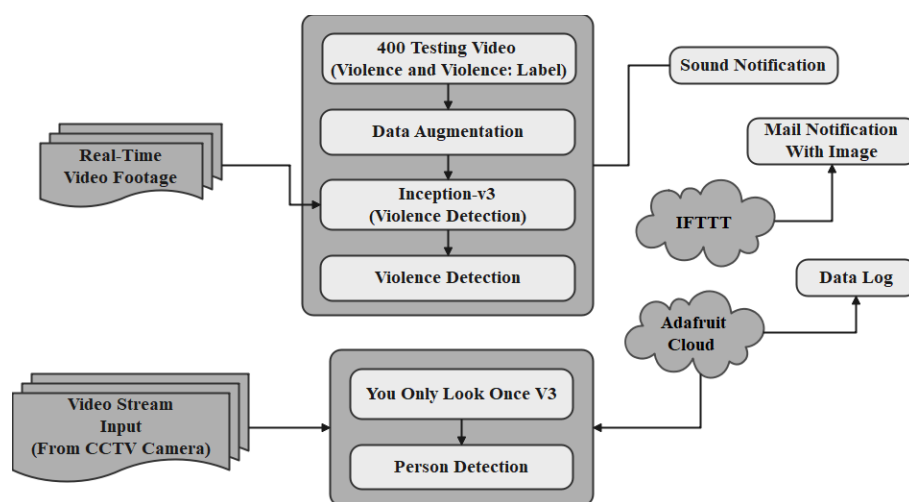 400 Testing Video
(Violence and Violence: Label)
Data Augmentation
Inception-v3
(Violence Detection)
Violence Detection
Real-Time
Video Footage
Sound Notification
Mail Notification
With Image
IFTTT
Data Log
Adafruit
Cloud
Video Stream
Input
(From CCTV Camera)
You Only Look Once V3
Person Detection